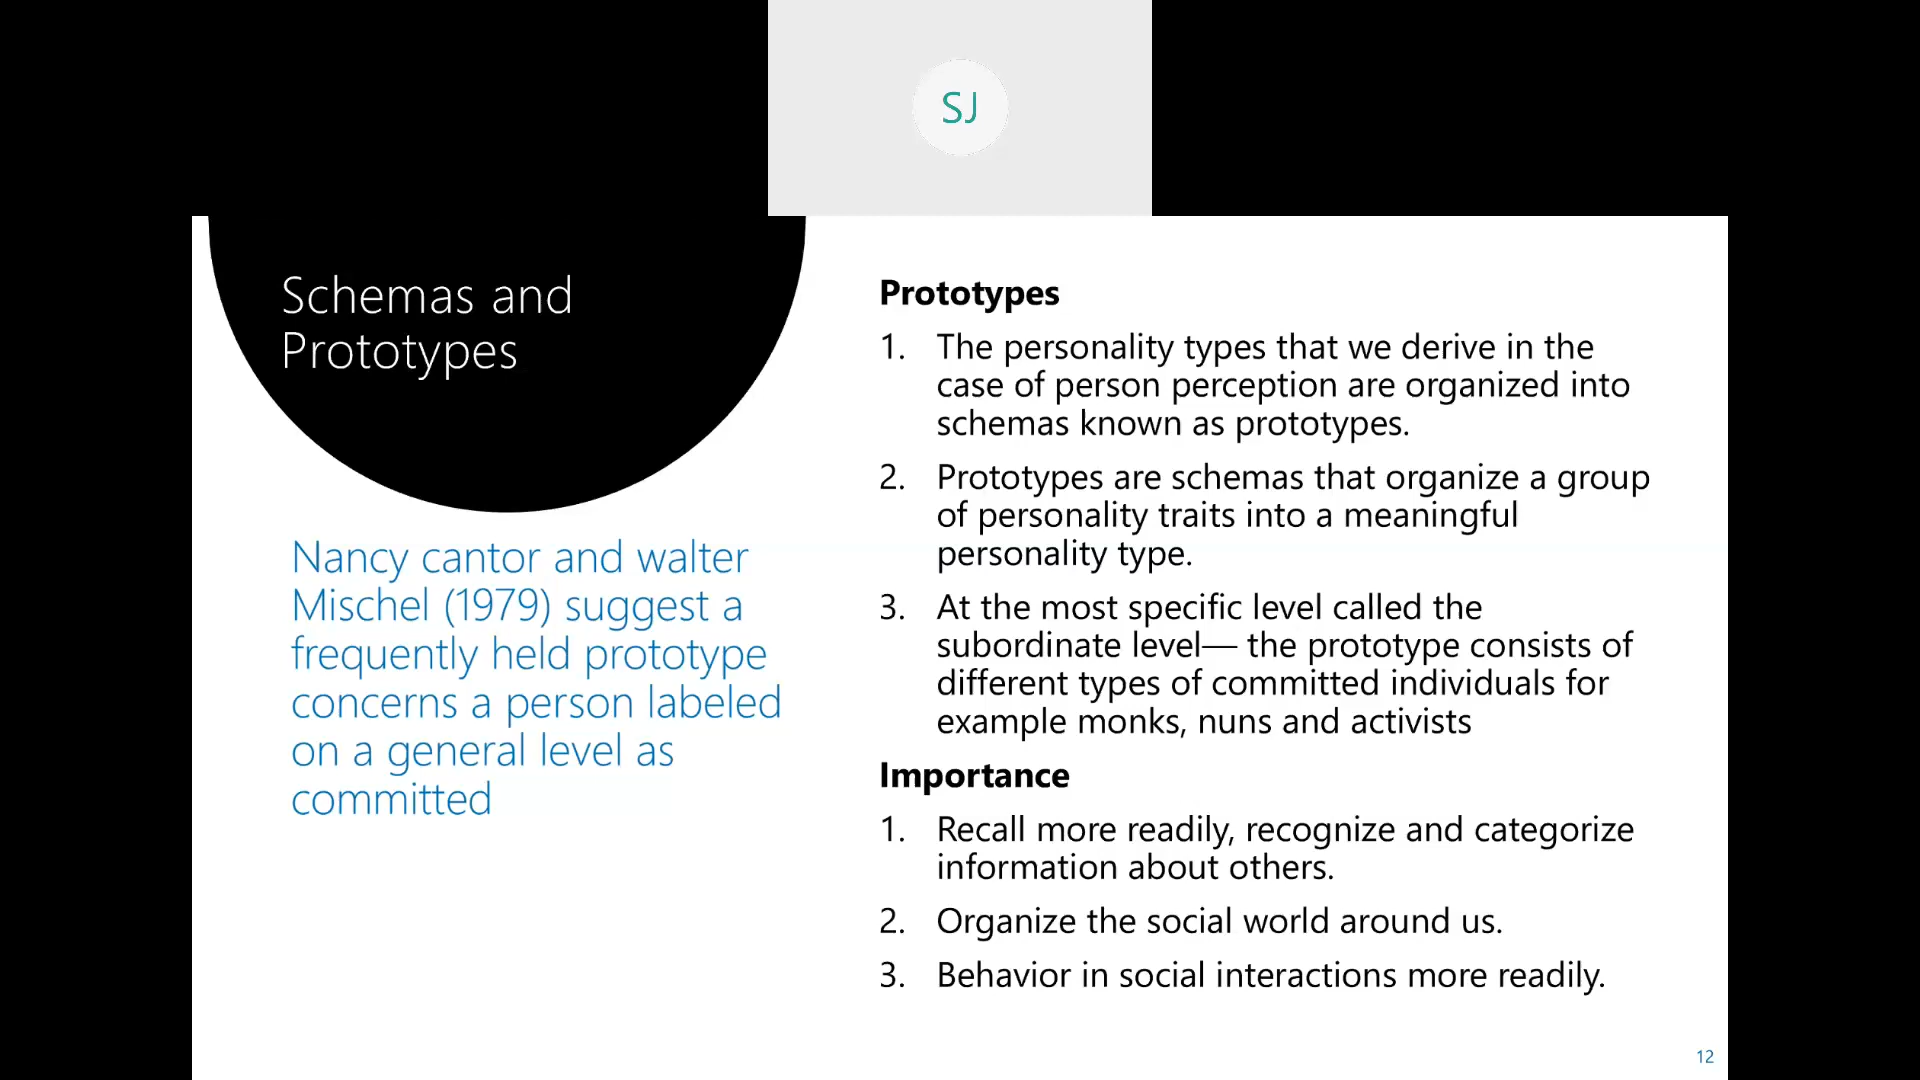 SJ
Schemas and
Prototypes
Nancy cantor and walter
Mischel (1979) suggest a
frequently held prototype
concerns a person labeled
on a general level as
committed
Prototypes
1. The personality types that we derive in the
case of person perception are organized into
schemas known as prototypes.
2. Prototypes are schemas that organize a group
of personality traits into a meaningful
personality type.
3. At the most specific level called the
subordinate level— the prototype consists of
different types of committed individuals for
example monks, nuns and activists
Importance
1. Recall more readily, recognize and categorize
information about others.
2. Organize the social world around us.
3. Behavior in social interactions more readily.
12